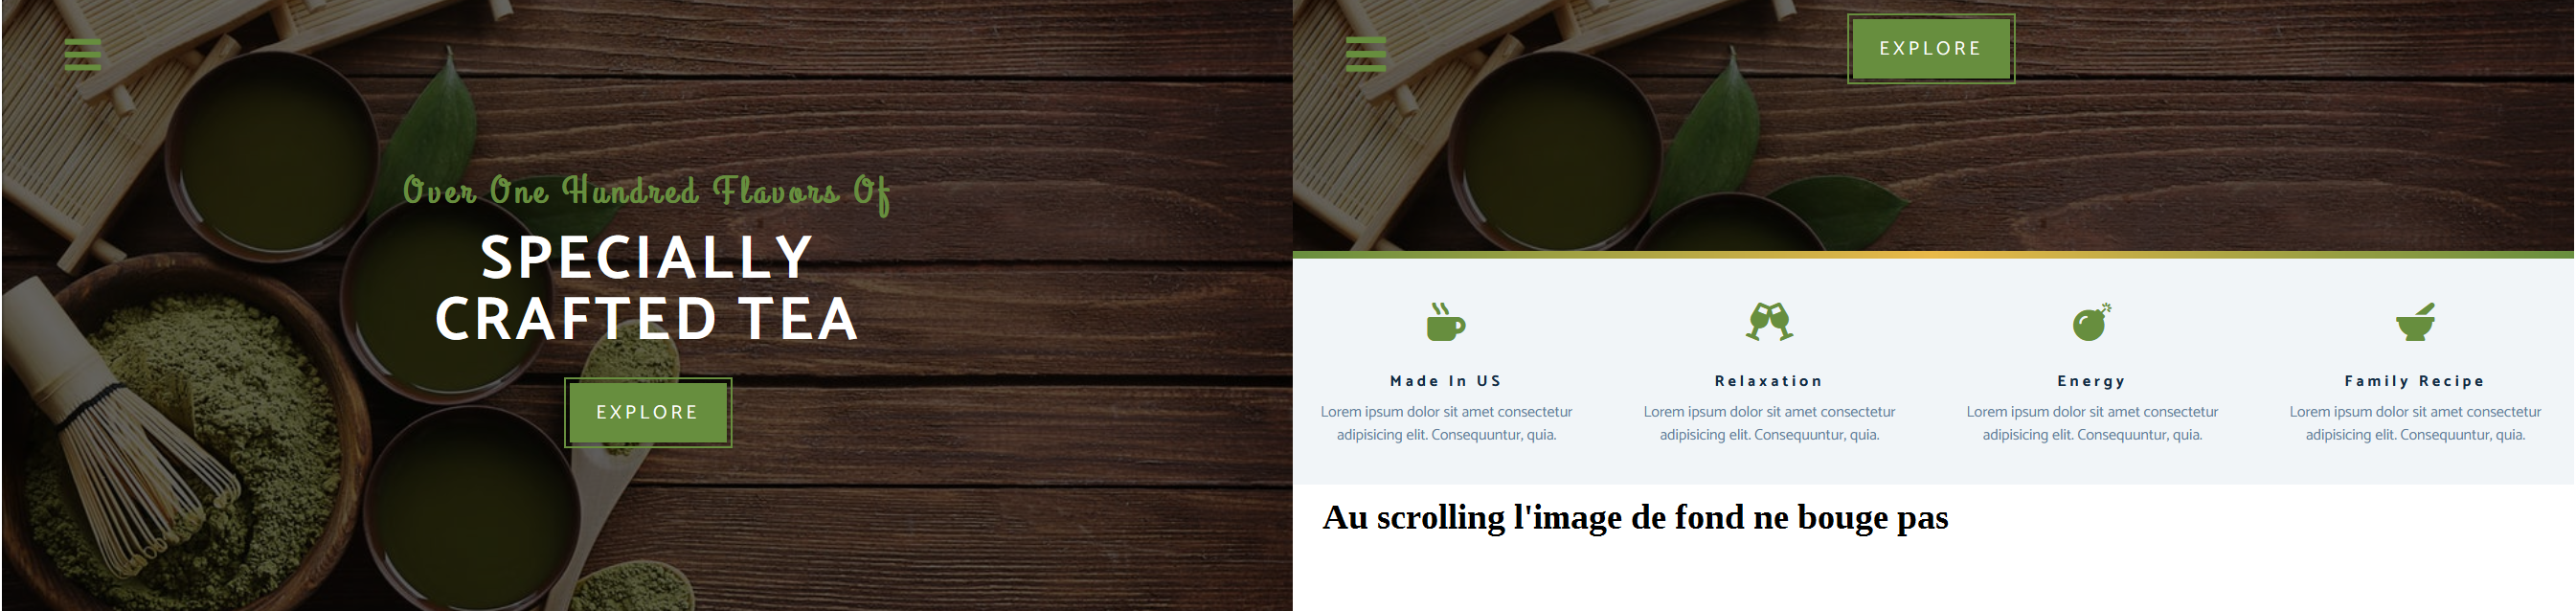 Over One Hundred Flavors Of
SPECIALLY
CRAFTED TEA
EXPLORE
EXPLORE
Made In US
Lorem ipsum dolor sit amet consectetur
adipisicing elit. Consequuntur, quia.
Relaxation
Lorem ipsum dolor sit amet consectetur
adipisicing elit. Consequuntur, quia.
Energy
Lorem ipsum dolor sit amet consectetur
adipisicing elit. Consequuntur, quia.
Family Recipe
Lorem ipsum dolor sit amet consectetur
adipisicing elit. Consequuntur, quia.
Au scrolling l'image de fond ne bouge pas